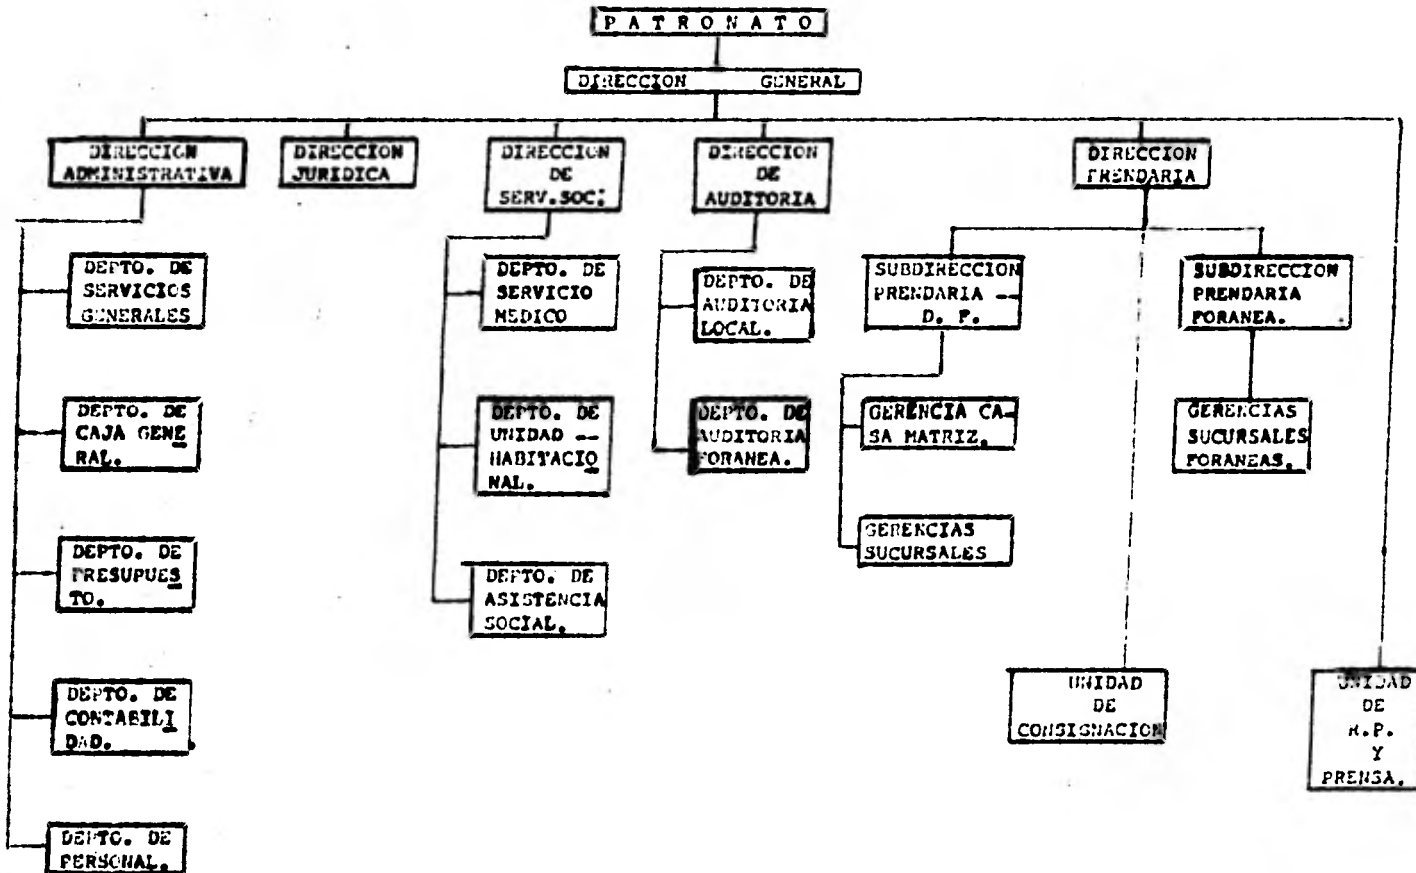 PATRONATO
DIRECCION GENERAL
DIRECCION
ADMINISTRATIVA
DIRECCION
JURIDICA
DIRECCION
DE
SERV.SOC.
DIRECCION
DE
AUDITORIA
DIRECCION
PRENDARIA
DEPTO. DE
SERVICIOS
GENERALES
DEPTO. DE
CAJA GENE
RAL.
DEPTO. DE
PRESUPUES
TO.
DEPTO. DE
CONTABILI
DAD.
DEPTO. DE
PERSONAL.
DEPTO. DE
SERVICIO
MEDICO
DEPTO. DE
UNIDAD --
HABITACIO
NAL.
DEPTO. DE
ASISTENCIA
SOCIAL.
DEPTO. DE
AUDITORIA
LOCAL.
DEPTO. DE
AUDITORIA
FORANEA.
SUBDIRECCION
PRENDARIA --
D. F.
GERENCIA CA-
SA MATRIZ.
GERENCIAS
SUCURSALES
SUBDIRECCION
PRENDARIA
FORANEA.
GERENCIAS
SUCURSALES
FORANEAS.
UNIDAD
DE
CONSIGNACION
UNIDAD
DE
R.P.
Y
PRENSA.